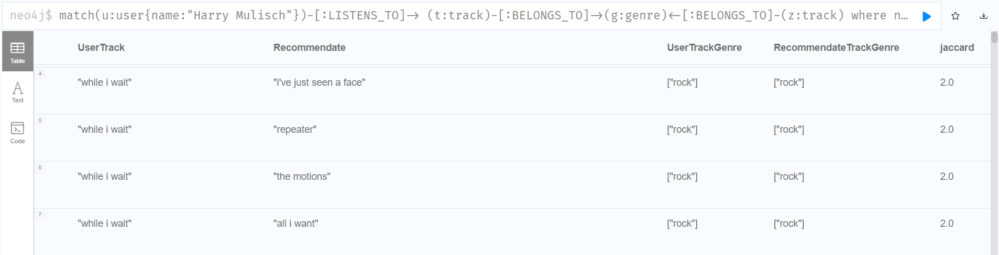 neo4j$ match(u:user{name:"Harry Mulisch"})-[:LISTENS_TO]-> (t:track)-[:BELONGS_TO]->(g:genre)<-[:BELONGS_TO]-(z:track) where n…
Table
Text
Code
UserTrack Recommendate UserTrackGenre RecommendateTrackGenre jaccard
4 "while i wait" "i've just seen a face" ["rock"] ["rock"] 2.0
5 "while i wait" "repeater" ["rock"] ["rock"] 2.0
6 "while i wait" "the motions" ["rock"] ["rock"] 2.0
7 "while i wait" "all i want" ["rock"] ["rock"] 2.0